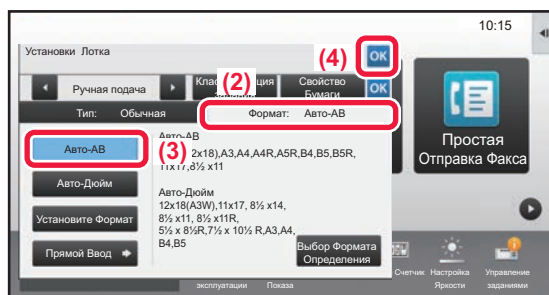 10:15
Установки Лотка
(4)
OK
Ручная подача
(2)
Свойство
Бумаги
OK
Тип: Обычная
Формат: Авто-АВ
Авто-АВ
(3)
Авто-АВ
2x18),A3,A4,A4R,A5R,B4,B5,B5R,
11x17,8½ x11
Авто-Дюйм
Авто-Дюйм
12x18(A3W),11x17, 8½ x14,
8½ x11, 8½ x11R,
5½ x 8½R,7½ x 10½ R,A3,A4,
B4,B5
Установите Формат
Прямой Ввод
Выбор Формата
Определения
Простая
Отправка Факса
эксплуатации
Показа
Счетчик
Настройка
Яркости
Управление
заданиями